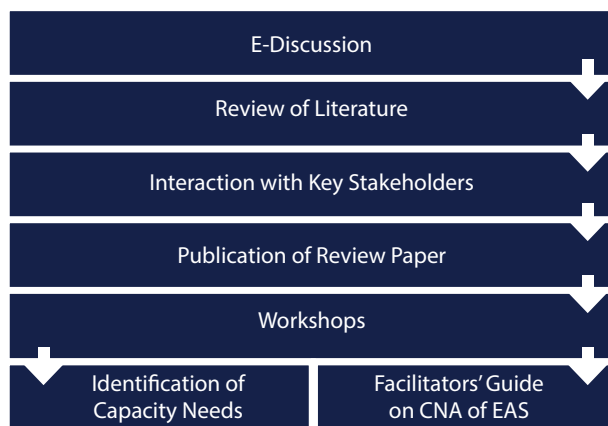 E-Discussion
Review of Literature
Interaction with Key Stakeholders
Publication of Review Paper
Workshops
Identification of
Capacity Needs
Facilitators’ Guide
on CNA of EAS